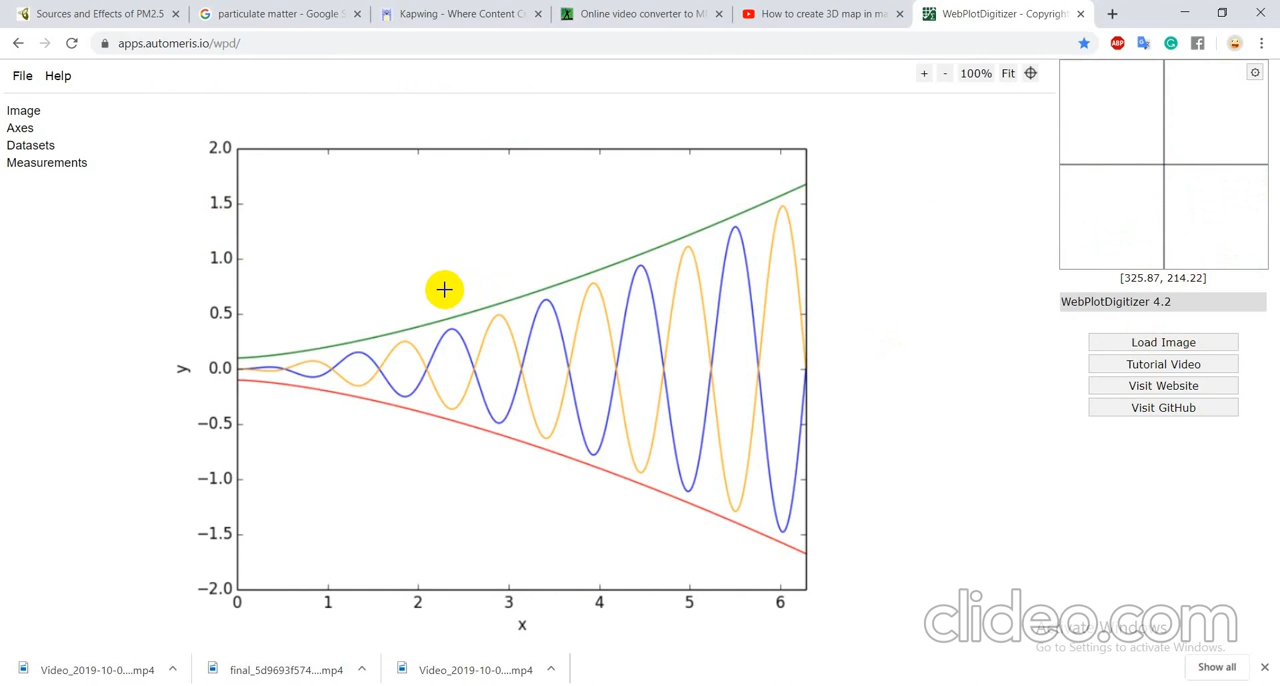 Sources and Effects of PM2.5
particulate matter - Google S
Kapwing - Where Content C
Online video converter to M
How to create 3D map in ma
WebPlotDigitizer - Copyright
apps.automeris.io/wpd/
ABP
File Help
+ - 100% Fit
Image
Axes
Datasets
Measurements
2.0
1.5
1.0
0.5
0.0
−0.5
−1.0
−1.5
−2.0
y
0 1 2 3 4 5 6
x
[325.87, 214.22]
WebPlotDigitizer 4.2
Load Image
Tutorial Video
Visit Website
Visit GitHub
clideo.com
Activate Windows
Go to Settings to activate Windows.
Video_2019-10-0....mp4
final_5d9693f574....mp4
Video_2019-10-0....mp4
Show all